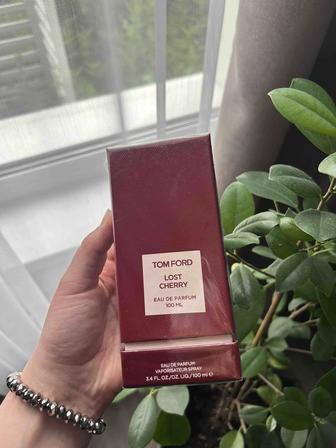 TOM FORD
LOST
CHERRY
EAU DE PARFUM
100 ML
EAU DE PARFUM
VAPORISATEUR SPRAY
3.4 FL.OZ./OZ. LIQ./100 ml ℮